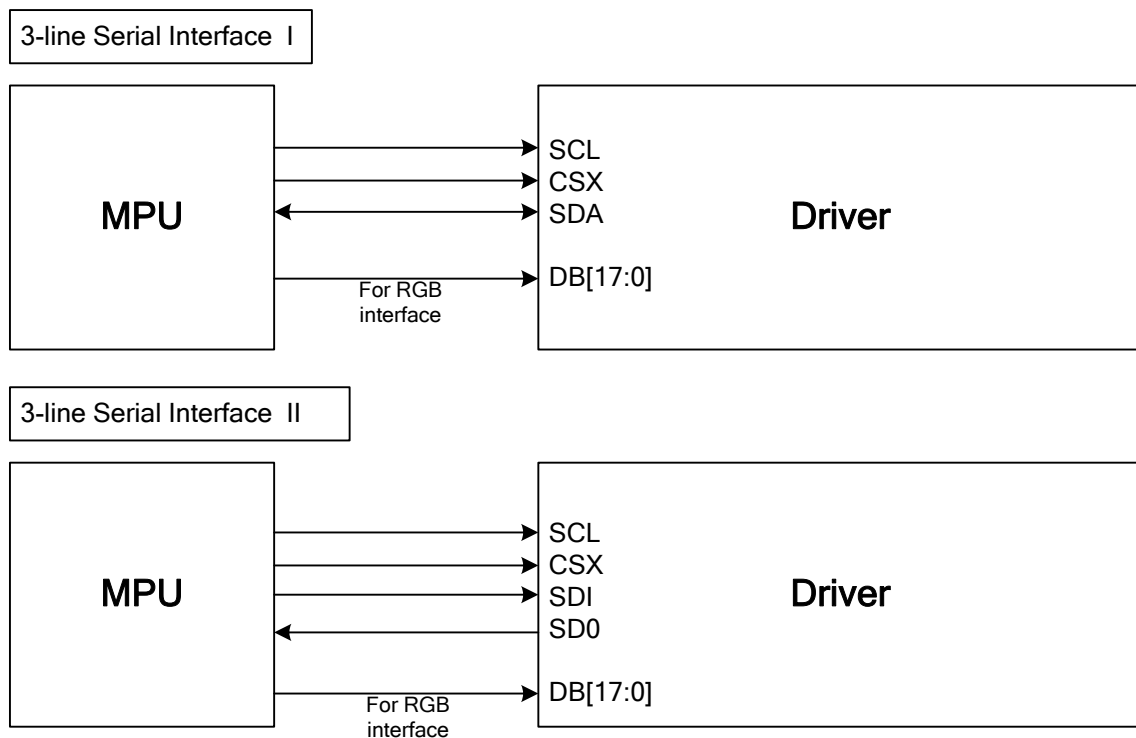 3-line Serial Interface I
MPU
SCL
CSX
SDA
DB[17:0]
For RGB
interface
Driver
3-line Serial Interface II
MPU
SCL
CSX
SDI
SD0
DB[17:0]
For RGB
interface
Driver